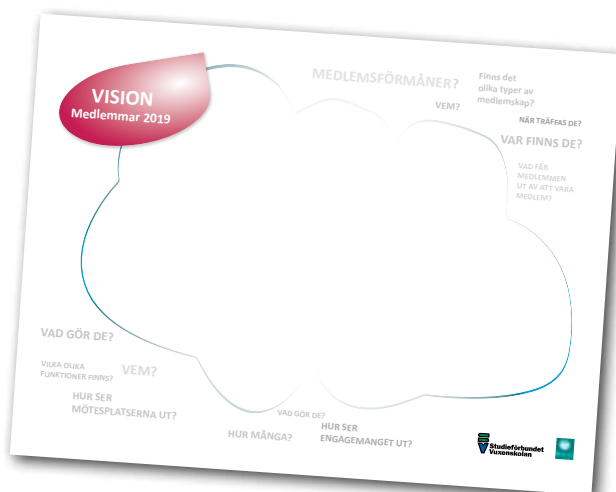 VISION
Medlemmar 2019
MEDLEMSFÖRMÅNER?
Finns det
olika typer av
medlemskap?
VEM?
NÄR TRÄFFAS DE?
VAR FINNS DE?
VAD FÅR
MEDLEMMEN
UT AV ATT VARA
MEDLEM?
VAD GÖR DE?
VILKA OLIKA
FUNKTIONER FINNS?
VEM?
HUR SER
MÖTESPLATSERNA UT?
VAD GÖR DE?
HUR MÅNGA?
HUR SER
ENGAGEMANGET UT?
SV
Studieförbundet
Vuxenskolan